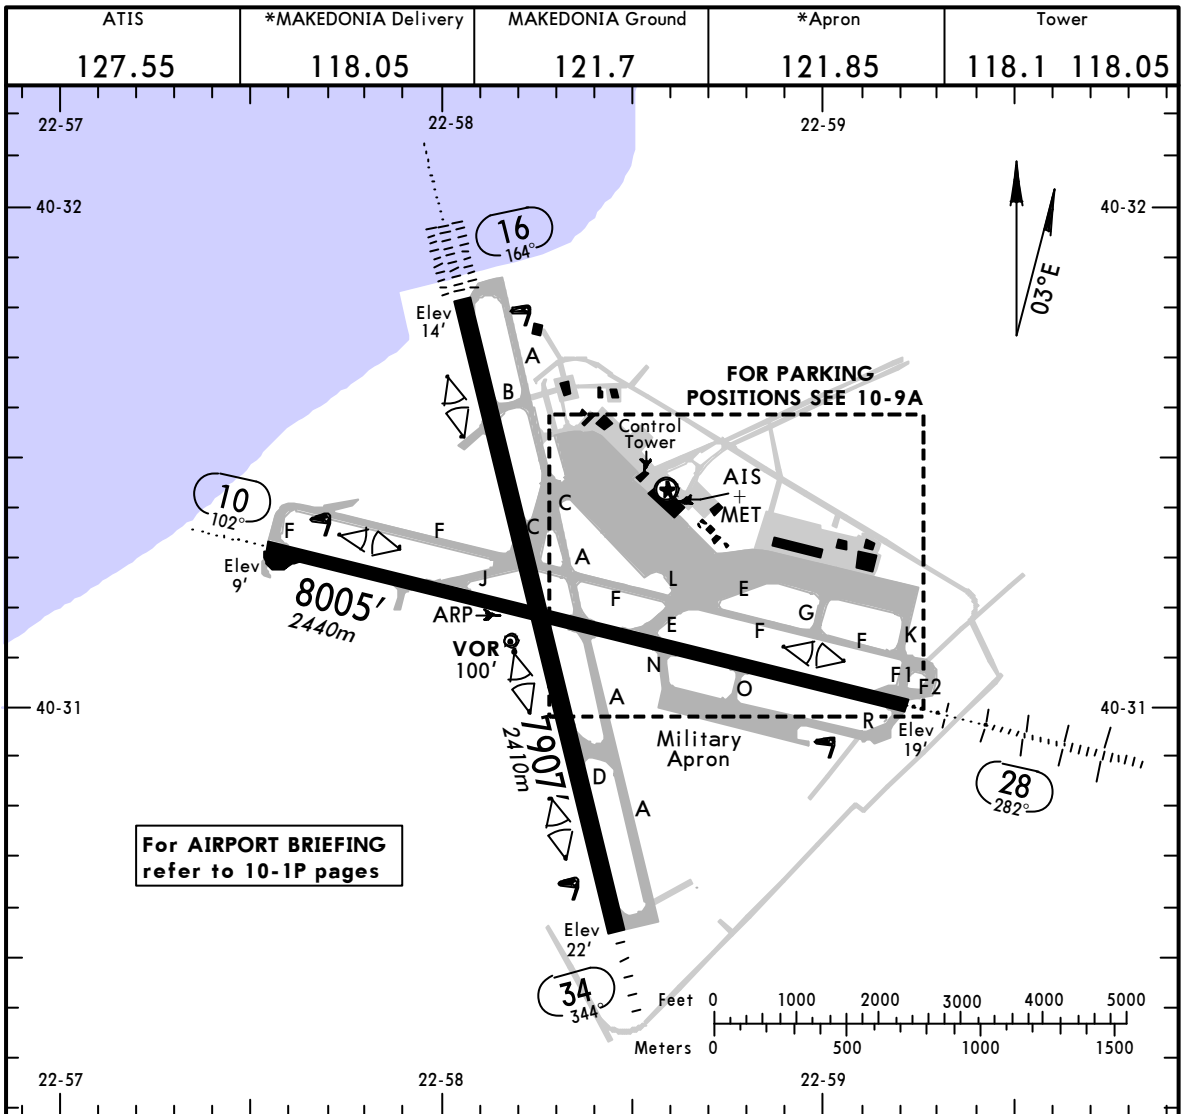 ATIS
*MAKEDONIA Delivery
MAKEDONIA Ground
*Apron
Tower
127.55
118.05
121.7
121.85
118.1 118.05
22-57
22-58
22-59
40-32
40-32
16
164°
03°E
Elev
14'
A
FOR PARKING
POSITIONS SEE 10-9A
B
Control
Tower
AIS
+
MET
10
102°
C
F
F
C
A
Elev
9'
J
L
E
8005'
2440m
F
G
ARP
E
F
F
K
VOR
100'
N
F1
F2
O
A
40-31
40-31
R
Elev
19'
7907'
2410m
Military
Apron
D
28
282°
A
For AIRPORT BRIEFING
refer to 10-1P pages
Elev
22'
34
344°
Feet 0 1000 2000 3000 4000 5000
Meters 0 500 1000 1500
22-57
22-58
22-59